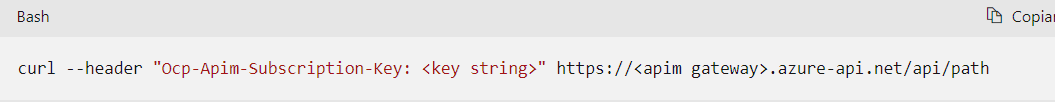 Bash
Copiar
curl --header "Ocp-Apim-Subscription-Key: <key string>" https://<apim gateway>.azure-api.net/api/path